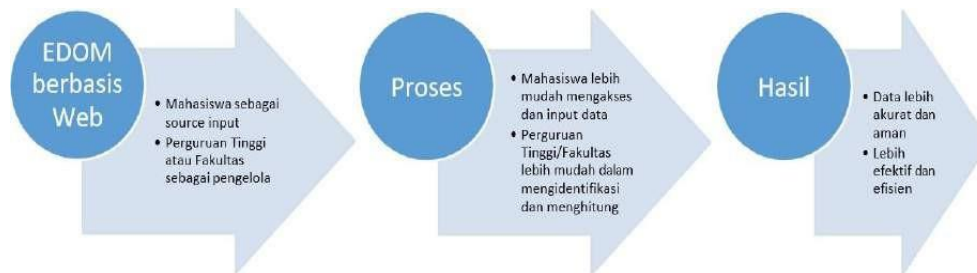 EDOM
berbasis
Web
• Mahasiswa sebagai
source input
• Perguruan Tinggi
atau Fakultas
sebagai pengelola
Proses
• Mahasiswa lebih
mudah mengakses
dan input data
• Perguruan
Tinggi/Fakultas
lebih mudah dalam
mengidentifikasi
dan menghitung
Hasil
• Data lebih
akurat dan
aman
• Lebih
efektif dan
efisien